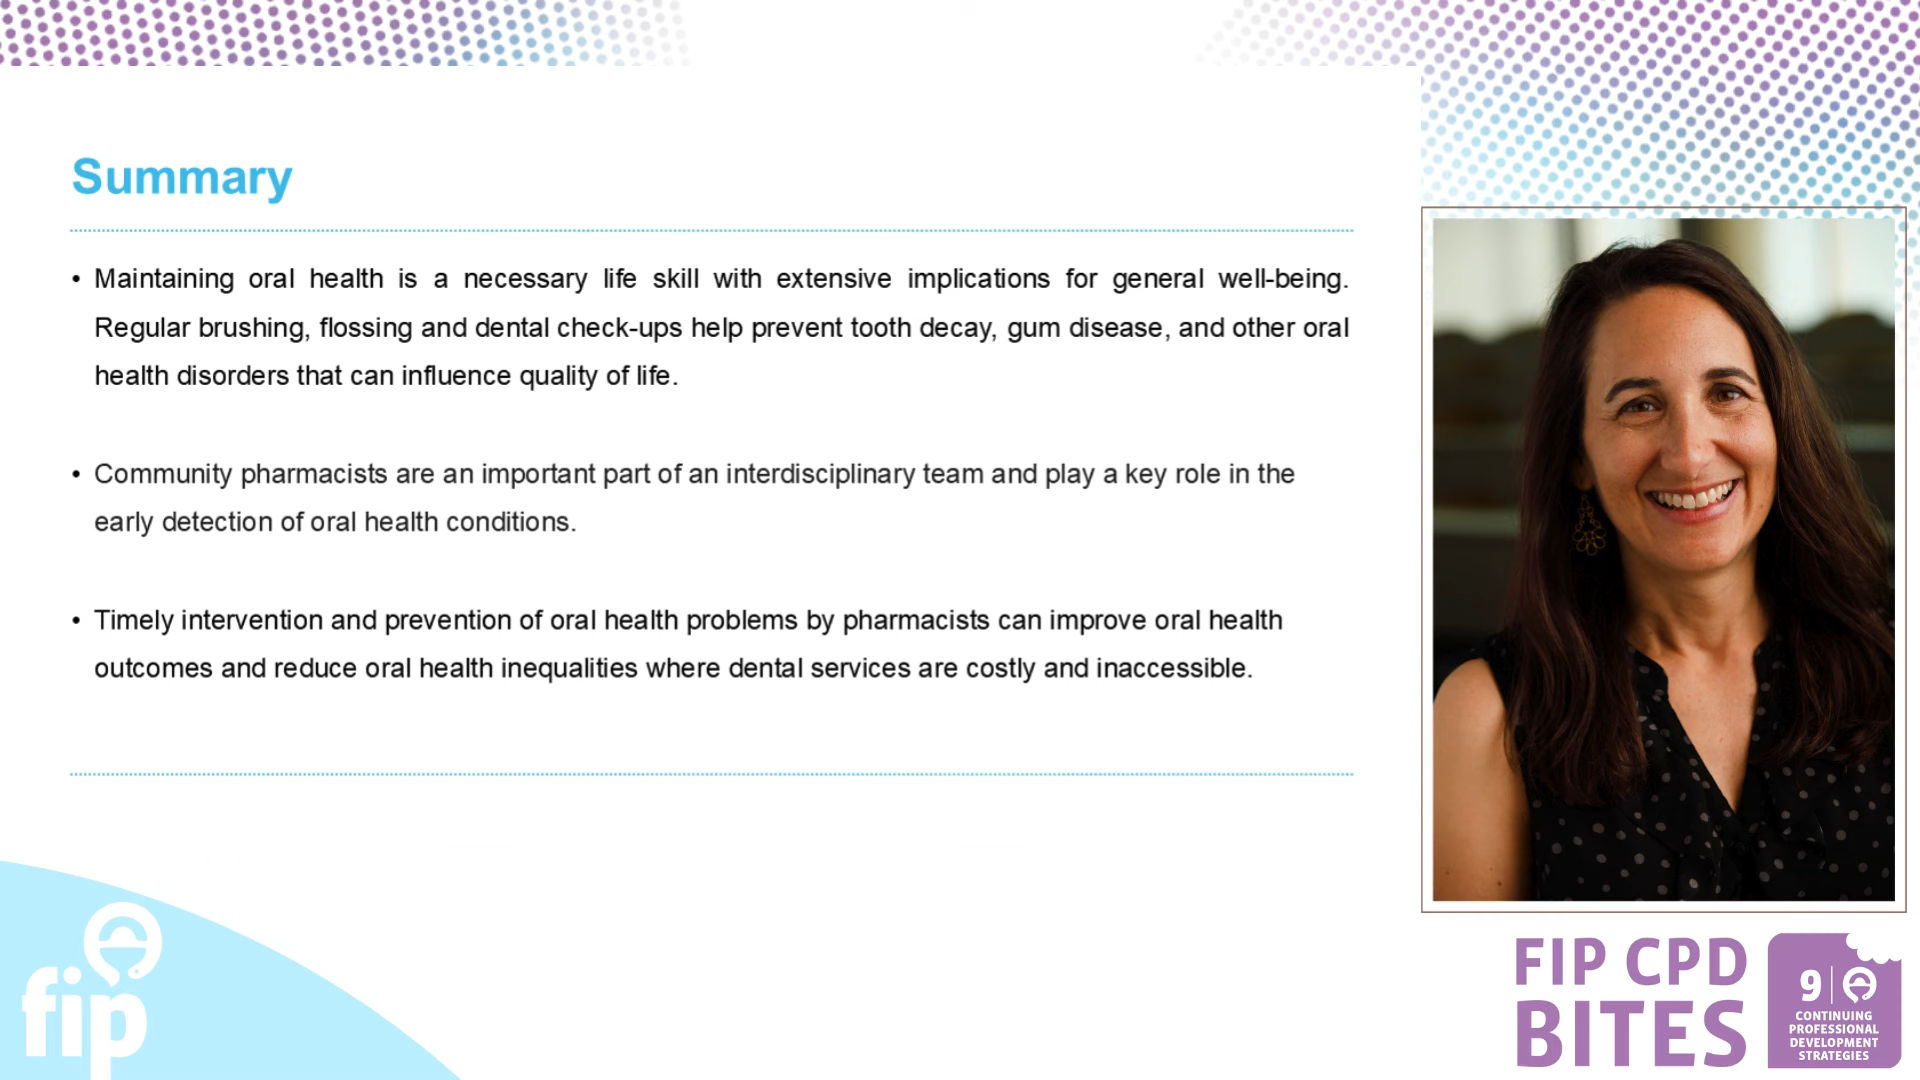 Summary
• Maintaining oral health is a necessary life skill with extensive implications for general well-being.
Regular brushing, flossing and dental check-ups help prevent tooth decay, gum disease, and other oral
health disorders that can influence quality of life.
• Community pharmacists are an important part of an interdisciplinary team and play a key role in the
early detection of oral health conditions.
• Timely intervention and prevention of oral health problems by pharmacists can improve oral health
outcomes and reduce oral health inequalities where dental services are costly and inaccessible.
fip
FIP CPD
BITES
9
CONTINUING
PROFESSIONAL
DEVELOPMENT
STRATEGIES